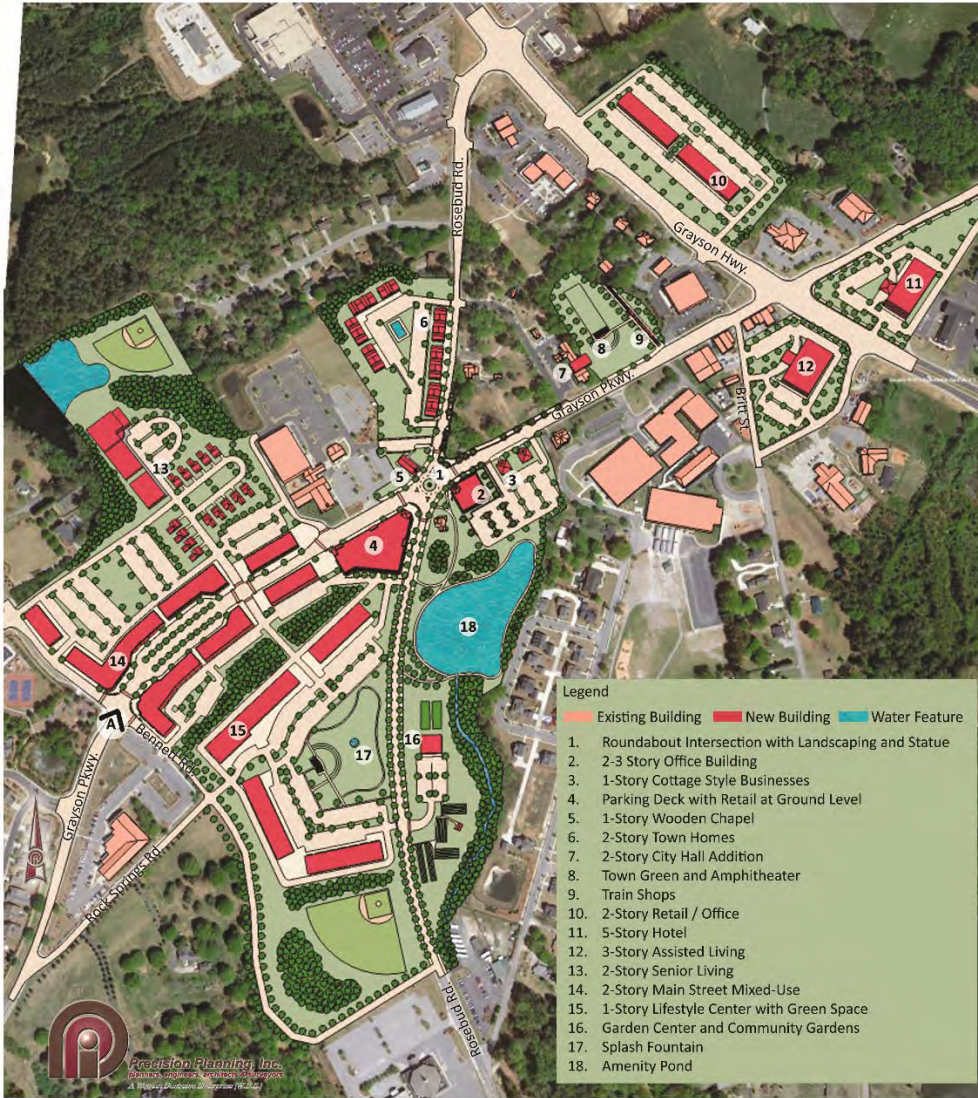 Rosebud Rd.
10
Grayson Hwy.
11
6
8
9
7
12
Grayson Pkwy.
Britt St.
5
1
3
2
13
4
18
14
A
Bennett Rd.
15
17
16
Grayson Pkwy.
Rock Springs Rd.
Rosebud Rd.
Legend
Existing Building New Building Water Feature
1. Roundabout Intersection with Landscaping and Statue
2. 2-3 Story Office Building
3. 1-Story Cottage Style Businesses
4. Parking Deck with Retail at Ground Level
5. 1-Story Wooden Chapel
6. 2-Story Town Homes
7. 2-Story City Hall Addition
8. Town Green and Amphitheater
9. Train Shops
10. 2-Story Retail / Office
11. 5-Story Hotel
12. 3-Story Assisted Living
13. 2-Story Senior Living
14. 2-Story Main Street Mixed-Use
15. 1-Story Lifestyle Center with Green Space
16. Garden Center and Community Gardens
17. Splash Fountain
18. Amenity Pond
Precision Planning, Inc.
planners, engineers, architects & surveyors